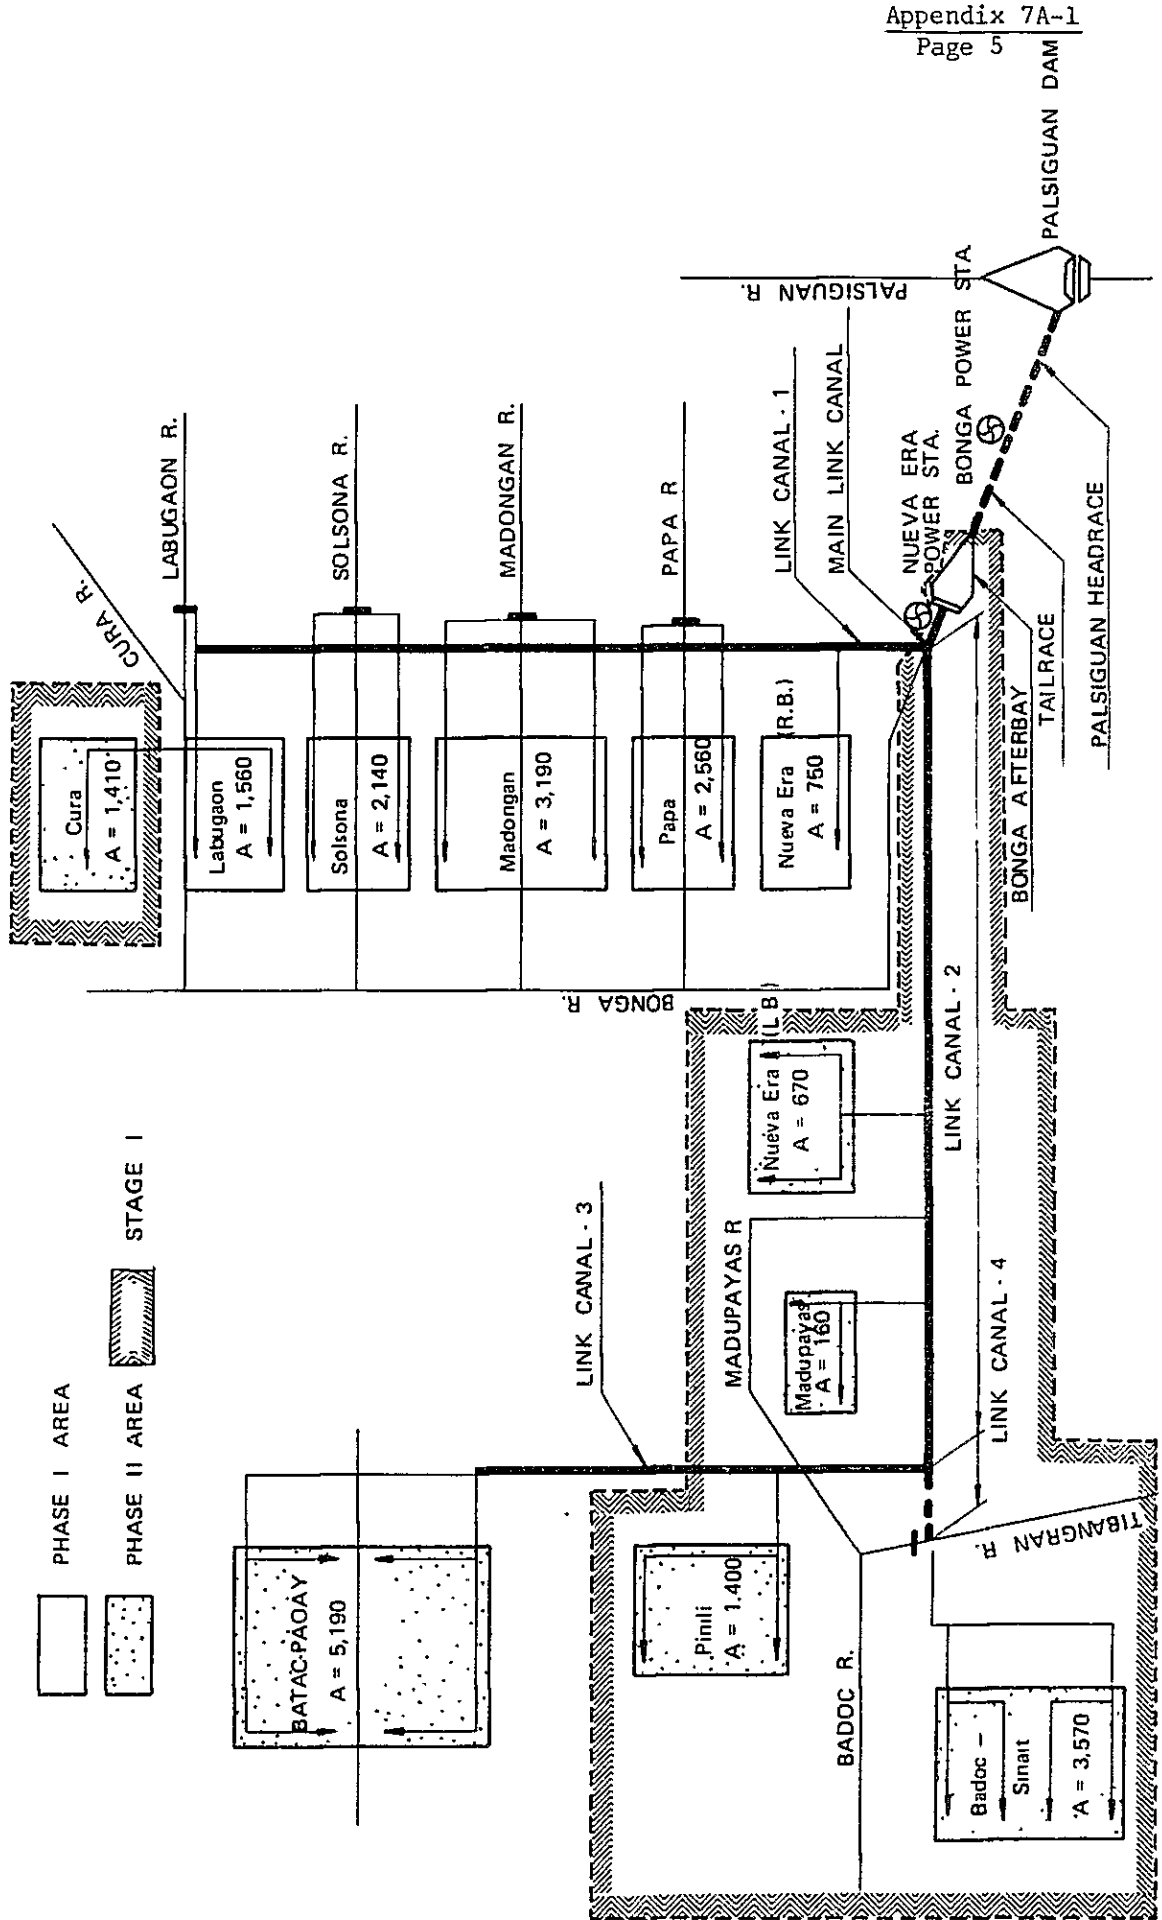 Appendix 7A-1
Page 5
PHASE I AREA
PHASE II AREA
STAGE I
CURA R.
LABUGAON R.
SOLSONA R.
MADONGAN R.
PAPA R
LINK CANAL - 1
MAIN LINK CANAL
PALSIGUAN R.
NUEVA ERA
POWER STA.
BONGA POWER STA.
PALSIGUAN DAM
Cura
A = 1,410
Labugaon
A = 1,560
Solsona
A = 2,140
Madongan
A = 3,190
Papa
A = 2,560
Nueva Era (R.B.)
A = 750
BONGA R.
BONGA AFTERBAY
TAILRACE
PALSIGUAN HEADRACE
Nueva Era (L B)
A = 670
LINK CANAL - 2
LINK CANAL - 3
MADUPAYAS R
Madupayas
A = 160
LINK CANAL - 4
BATAC-PAOAY
A = 5,190
Pinili
A = 1.400
TIBANGRAN R.
BADOC R.
Badoc –
Sinait
A = 3,570